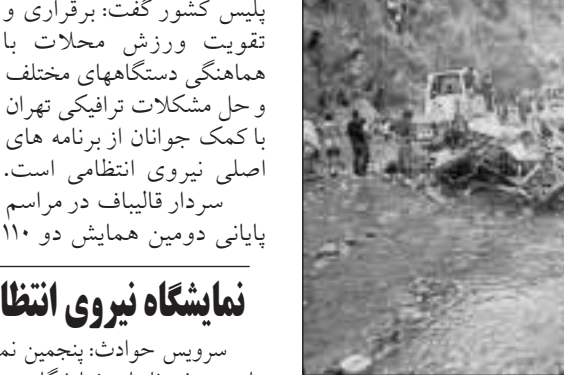 پلیس کشور گفت: برقراری و
تقویت ورزش محلات با
هماهنگی دستگاههای مختلف
و حل مشکلات ترافیکی تهران
با کمک جوانان از برنامه های
اصلی نیروی انتظامی است.
سردار قالیباف در مراسم
پایانی دومین همایش دو ۱۱۰
نمایشگاه نیروی انتظا
سرویس حوادث: پنجمین نما